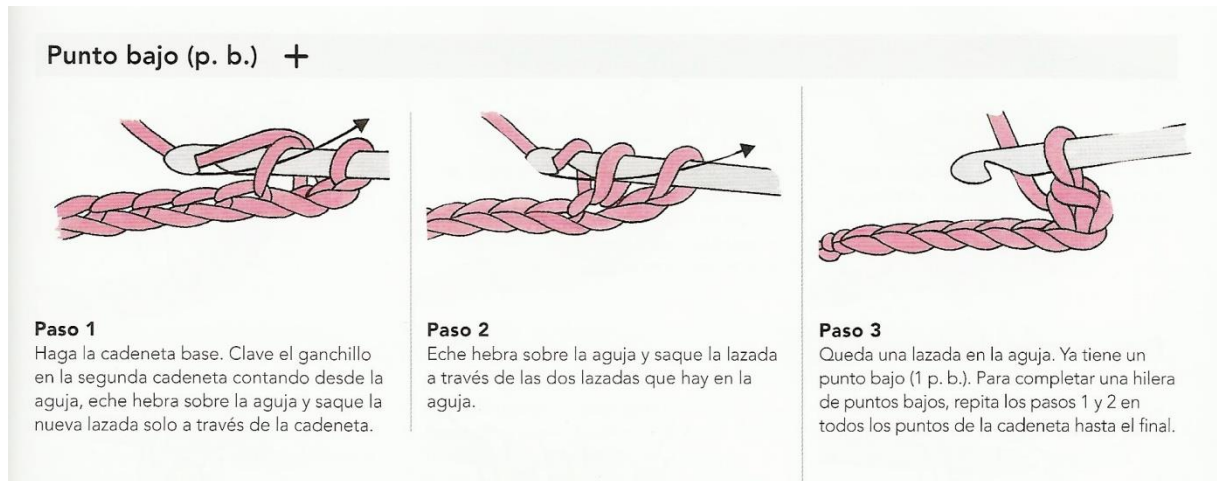 Punto bajo (p. b.) +
Paso 1
Haga la cadeneta base. Clave el ganchillo
en la segunda cadeneta contando desde la
aguja, eche hebra sobre la aguja y saque la
nueva lazada solo a través de la cadeneta.
Paso 2
Eche hebra sobre la aguja y saque la lazada
a través de las dos lazadas que hay en la
aguja.
Paso 3
Queda una lazada en la aguja. Ya tiene un
punto bajo (1 p. b.). Para completar una hilera
de puntos bajos, repita los pasos 1 y 2 en
todos los puntos de la cadeneta hasta el final.